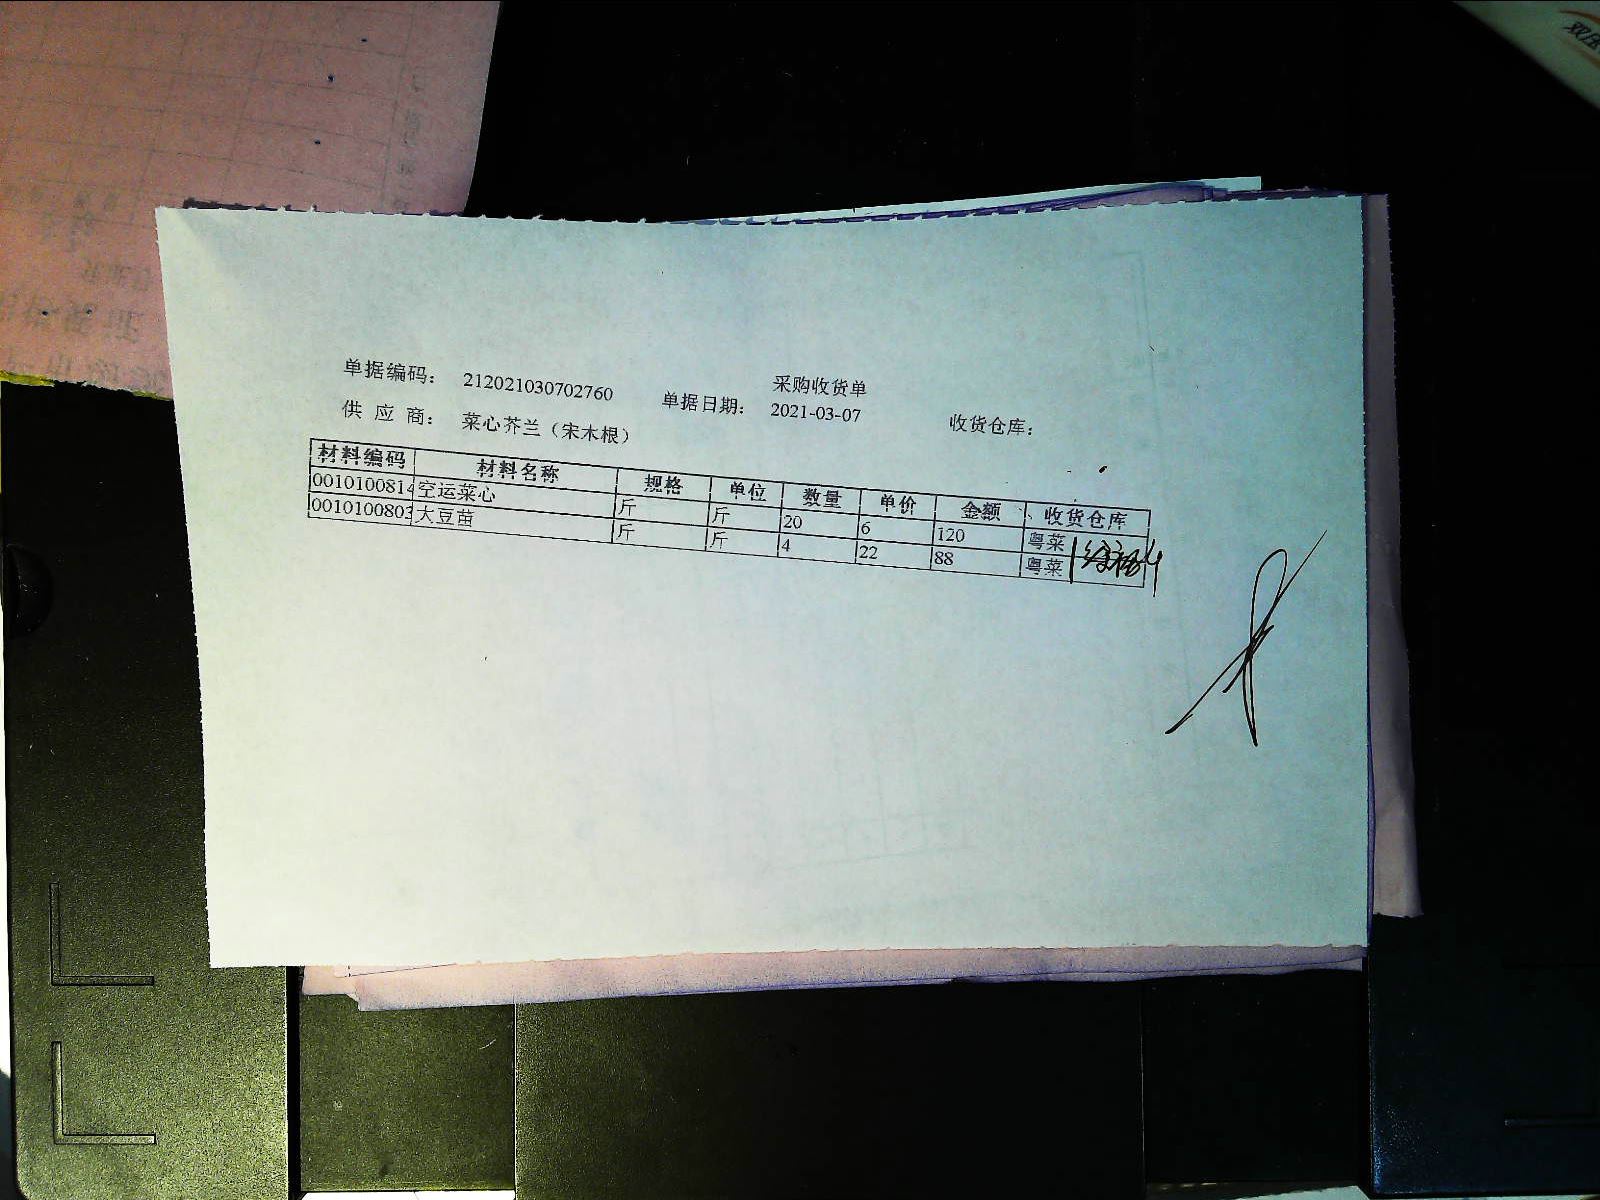 采购收货单
单据编码: 212021030702760 单据日期: 2021-03-07 收货仓库:
供 应 商: 菜心芥兰（宋木根）
材料编码 材料名称 规格 单位 数量 单价 金额 收货仓库
0010100814 空运菜心 斤 斤 20 6 120 粤菜
0010100803 大豆苗 斤 斤 4 22 88 粤菜